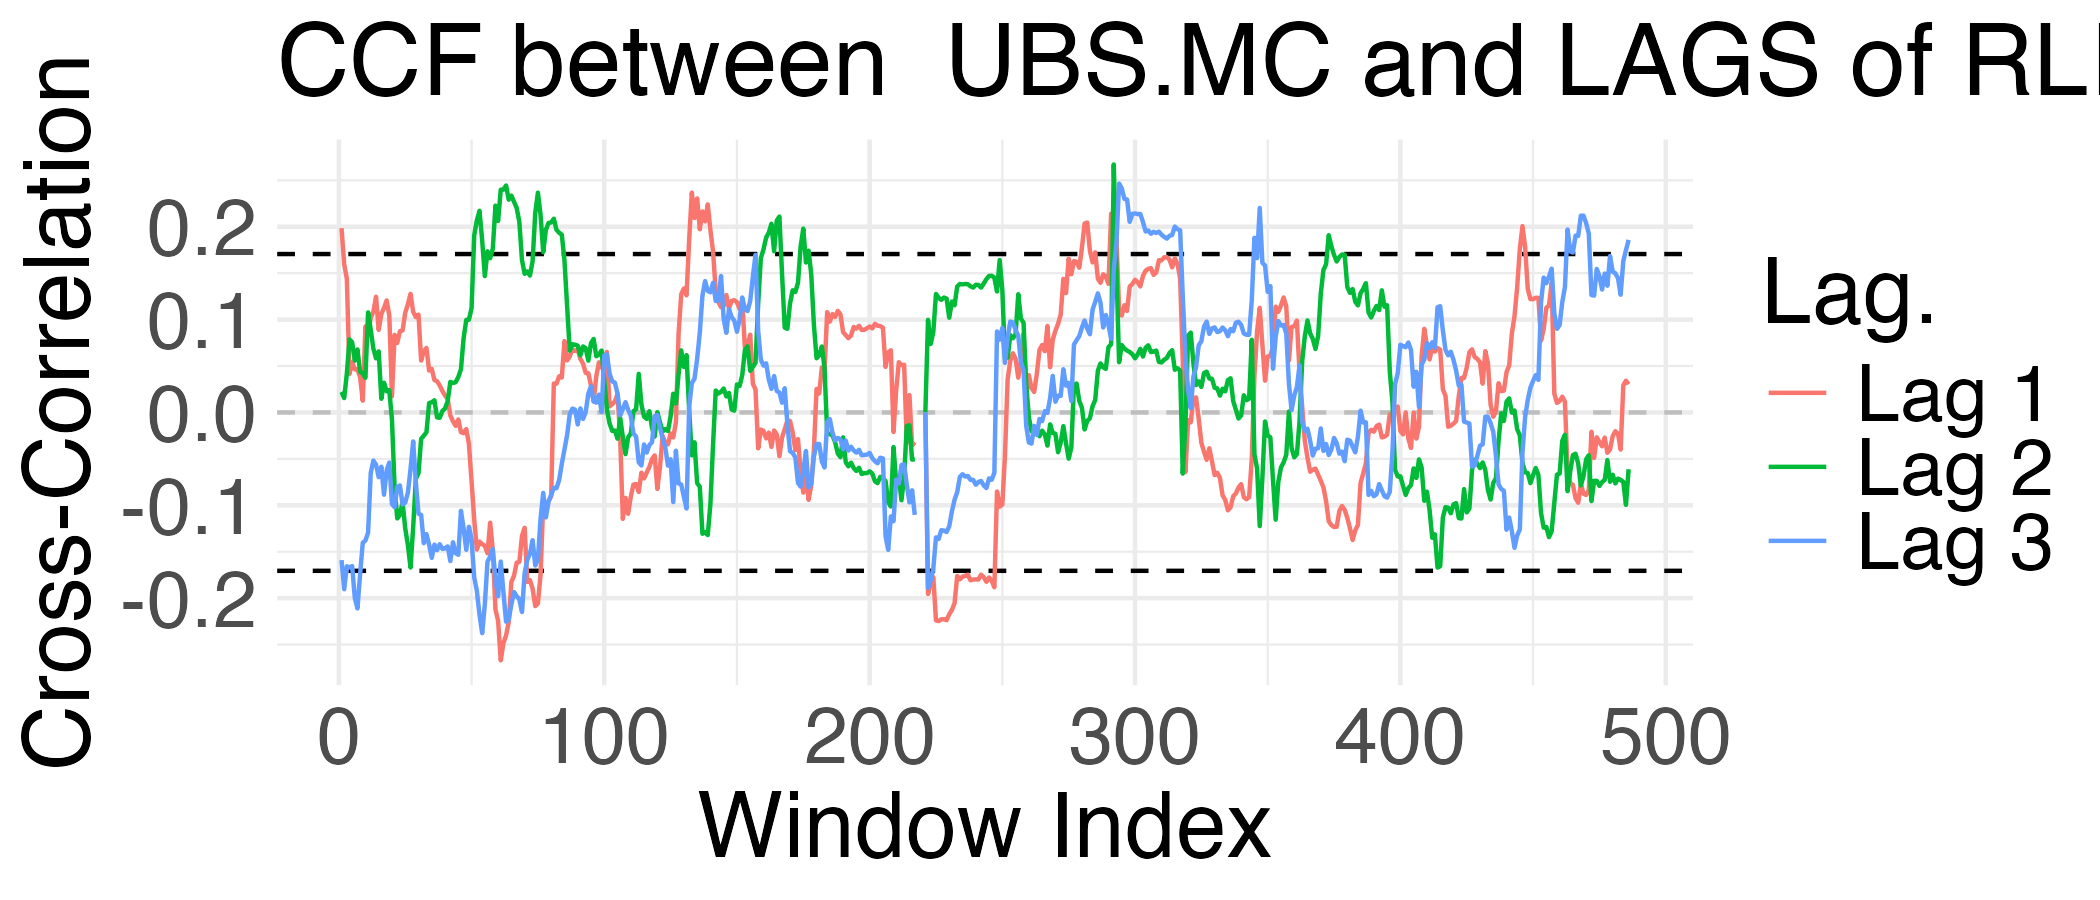 CCF between  UBS.MC and LAGS of
Cross-Correlation
0.2
0.1
0.0
-0.1
-0.2
0
100
200
300
400
500
Window Index
Lag.
Lag 1
Lag 2
Lag 3